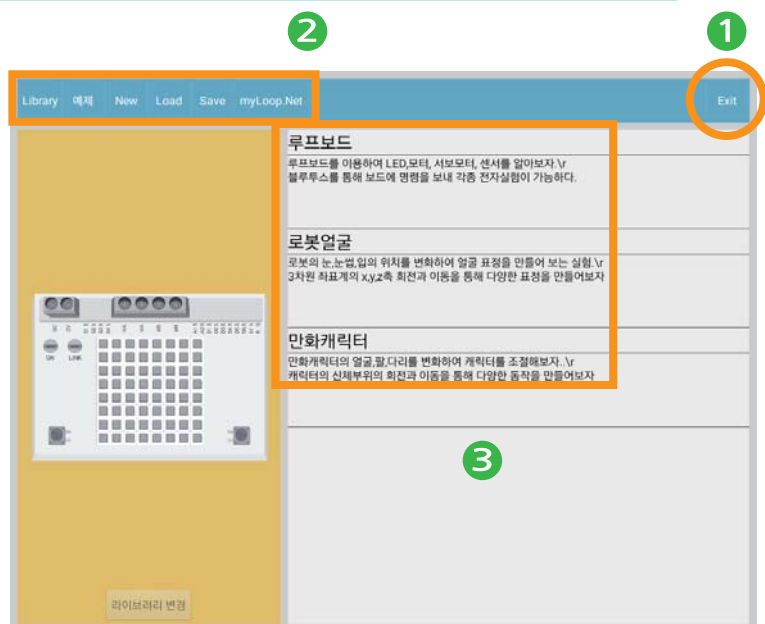 2
1
Library 예제 New Load Save myLoop.Net
Exit
루프보드
루프보드를 이용하여 LED,모터, 서보모터, 센서를 알아보자.\r
블루투스를 통해 보드에 명령을 보내 각종 전자실험이 가능하다.
로봇얼굴
로봇의 눈,눈썹,입의 위치를 변화하여 얼굴 표정을 만들어 보는 실험.\r
3차원 좌표계의 x,y,z축 회전과 이동을 통해 다양한 표정을 만들어보자
만화캐릭터
만화캐릭터의 얼굴,팔,다리를 변화하여 캐릭터를 조절해보자..\r
캐릭터의 신체부위의 회전과 이동을 통해 다양한 동작을 만들어보자
ON LINK
3
라이브러리 변경